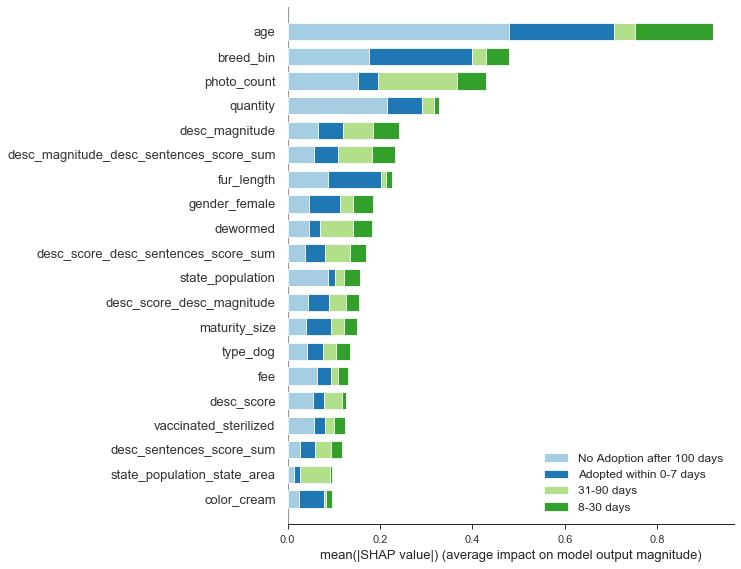 age
breed_bin
photo_count
quantity
desc_magnitude
desc_magnitude_desc_sentences_score_sum
fur_length
gender_female
dewormed
desc_score_desc_sentences_score_sum
state_population
desc_score_desc_magnitude
maturity_size
type_dog
fee
desc_score
vaccinated_sterilized
desc_sentences_score_sum
state_population_state_area
color_cream
No Adoption after 100 days
Adopted within 0-7 days
31-90 days
8-30 days
0.0 0.2 0.4 0.6 0.8
mean(|SHAP value|) (average impact on model output magnitude)